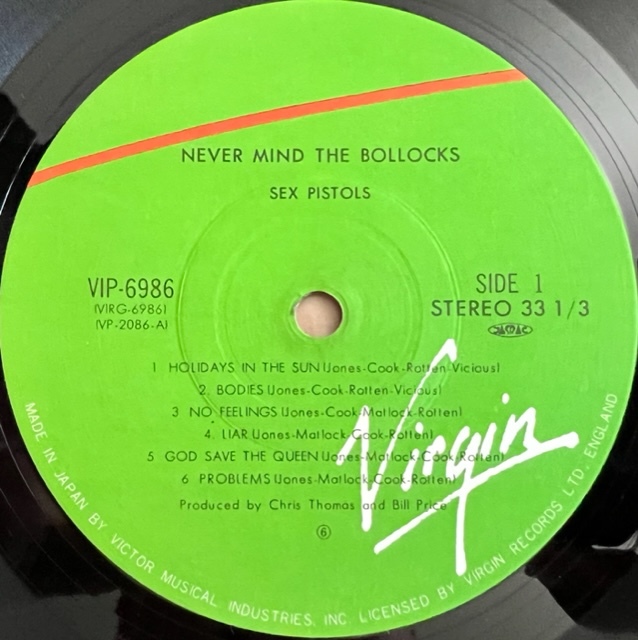 NEVER MIND THE BOLLOCKS
SEX PISTOLS
VIP-6986
(VIRG-6986)
(VP-2086-A)
SIDE 1
STEREO 33 1/3
JASRAC
1 HOLIDAYS IN THE SUN (Jones-Cook-Rotten-Vicious)
2. BODIES (Jones-Cook-Rotten-Vicious)
3 NO FEELINGS (Jones-Cook-Matlock-Rotten)
4. LIAR (Jones-Matlock-Cook-Rotten)
5 GOD SAVE THE QUEEN (Jones-Matlock-Cook-Rotten)
6 PROBLEMS (Jones-Matlock-Cook-Rotten)
Produced by Chris Thomas and Bill Price
6
Virgin
MADE IN JAPAN BY VICTOR MUSICAL INDUSTRIES, INC. LICENSED BY VIRGIN RECORDS LTD. ENGLAND